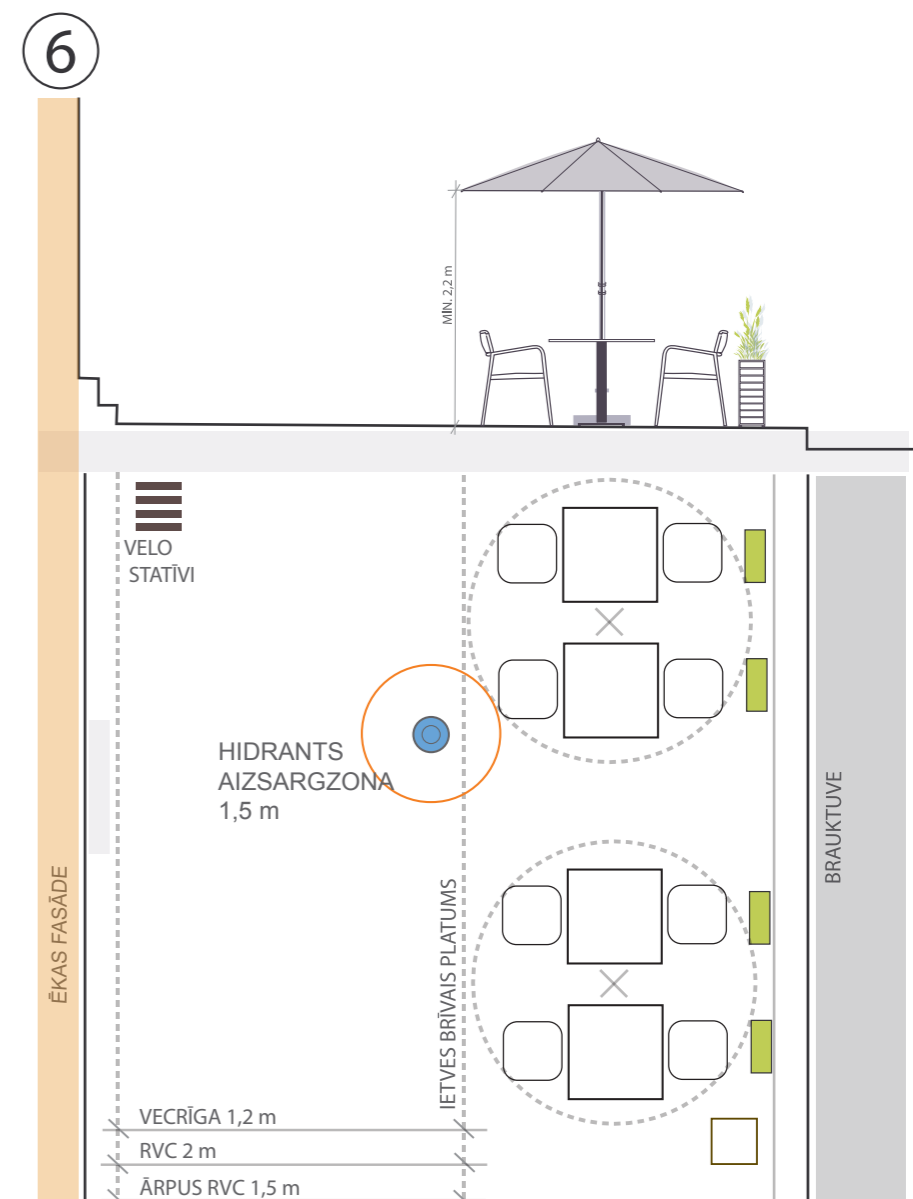 6
MIN. 2,2 m
VELO
STATĪVI
HIDRANTS
AIZSARGZONA
1,5 m
ĒKAS FASĀDE
IETVES BRĪVAIS PLATUMS
BRAUKTUVE
VECRĪGA 1,2 m
RVC 2 m
ĀRPUS RVC 1,5 m